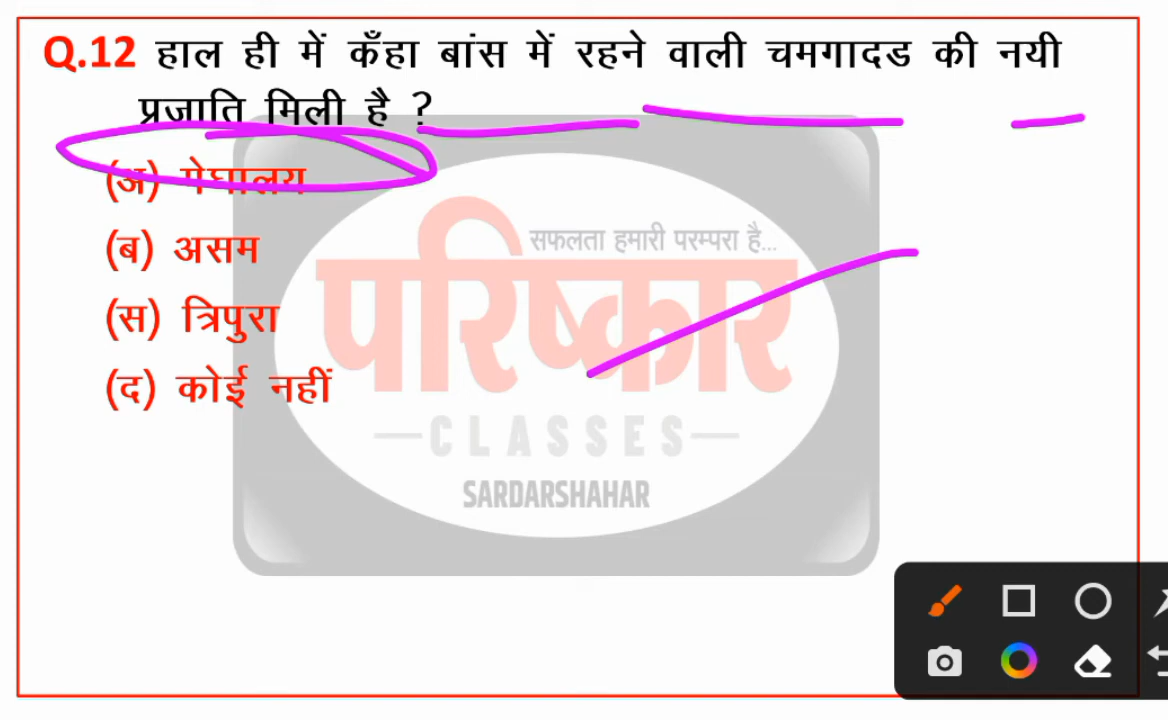 Q.12 हाल ही में कँहा बांस में रहने वाली चमगादड की नयी
प्रजाति मिली है ?
(अ) मेघालय
(ब) असम
(स) त्रिपुरा
(द) कोई नहीं
सफलता हमारी परम्परा है...
परिष्कार
CLASSES
SARDARSHAHAR